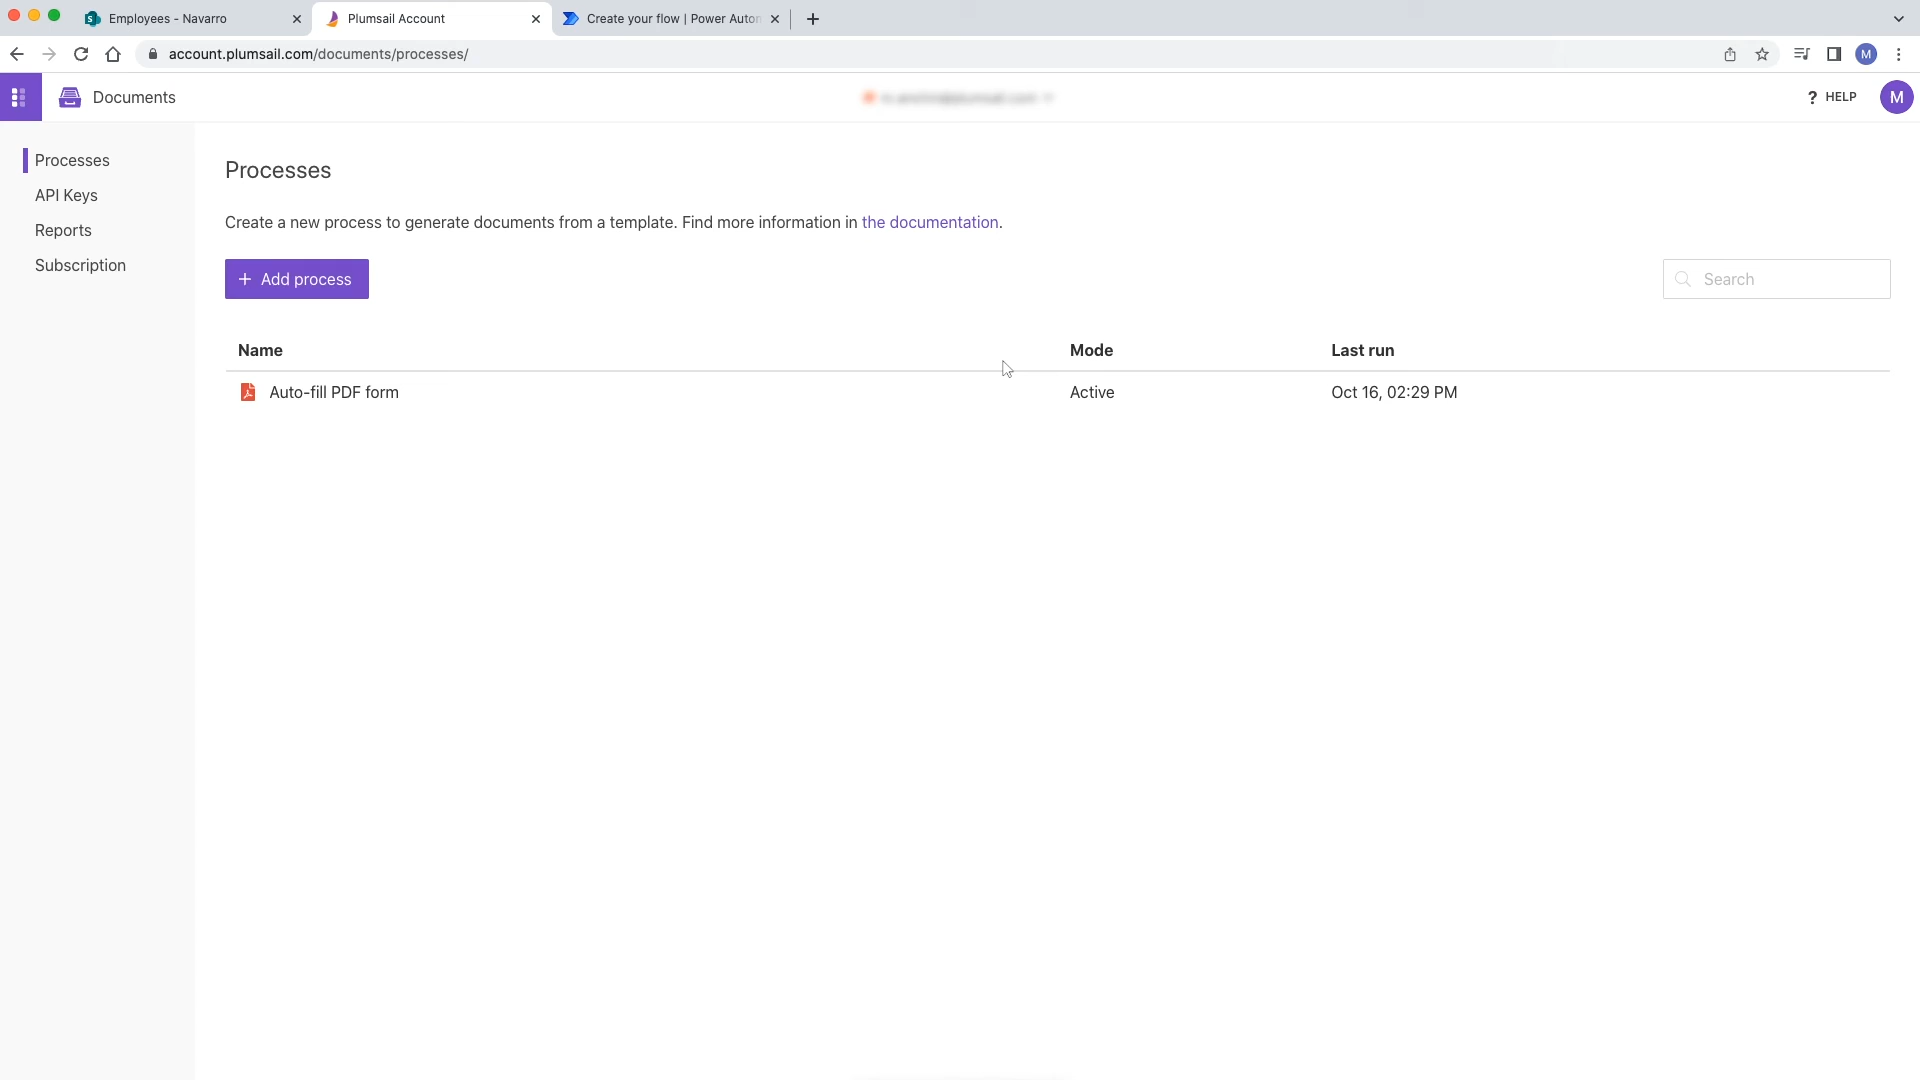 Employees - Navarro
Plumsail Account
Create your flow | Power Autom
account.plumsail.com/documents/processes/
M
Documents
? HELP
M
Processes
API Keys
Reports
Subscription
Processes
Create a new process to generate documents from a template. Find more information in the documentation.
+ Add process
Search
Name Mode Last run
Auto-fill PDF form Active Oct 16, 02:29 PM